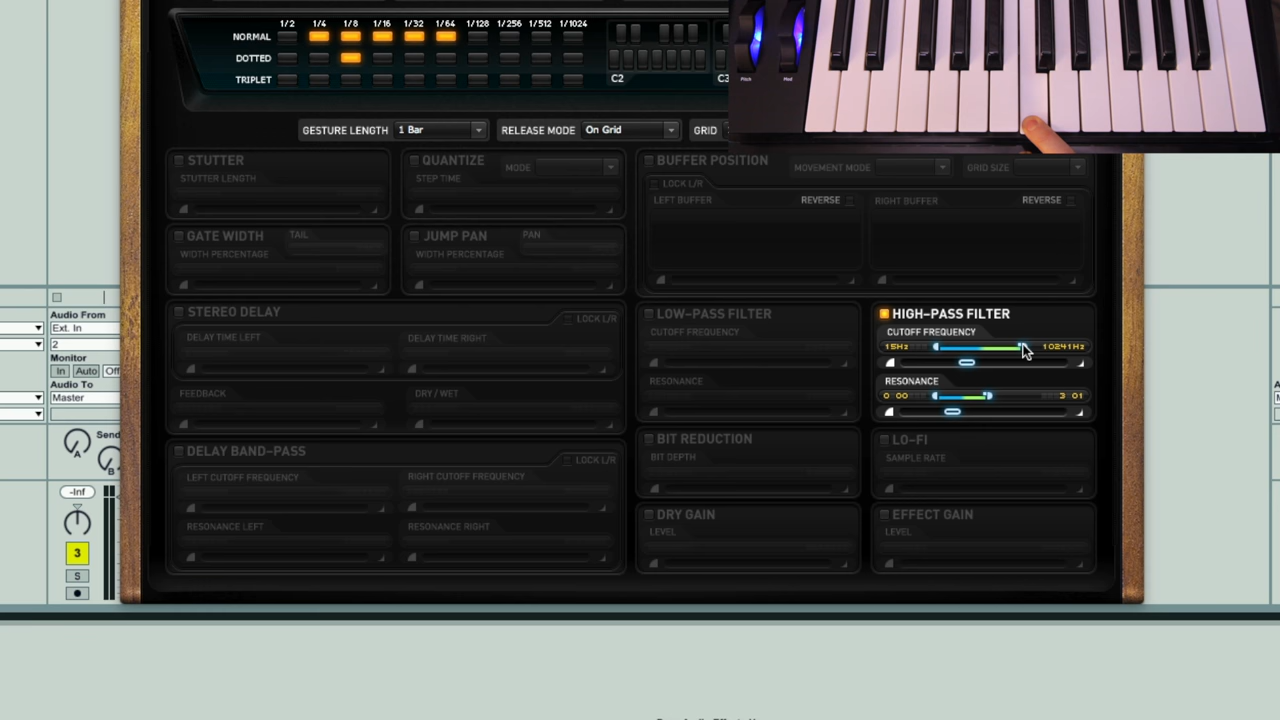 1/2 1/4 1/8 1/16 1/32 1/64 1/128 1/256 1/512 1/1024
NORMAL
DOTTED
TRIPLET
C2
Pitch Mod
GESTURE LENGTH 1 Bar RELEASE MODE On Grid GRID
STUTTER
STUTTER LENGTH
QUANTIZE MODE
STEP TIME
BUFFER POSITION MOVEMENT MODE GRID SIZE
LOCK L/R
LEFT BUFFER REVERSE RIGHT BUFFER REVERSE
GATE WIDTH TAIL
WIDTH PERCENTAGE
JUMP PAN PAN
WIDTH PERCENTAGE
STEREO DELAY LOCK L/R
DELAY TIME LEFT DELAY TIME RIGHT
FEEDBACK DRY / WET
LOW-PASS FILTER
CUTOFF FREQUENCY
RESONANCE
HIGH-PASS FILTER
CUTOFF FREQUENCY
15Hz 10241Hz
RESONANCE
0 00 3 01
DELAY BAND-PASS LOCK L/R
LEFT CUTOFF FREQUENCY RIGHT CUTOFF FREQUENCY
RESONANCE LEFT RESONANCE RIGHT
BIT REDUCTION
BIT DEPTH
LO-FI
SAMPLE RATE
DRY GAIN
LEVEL
EFFECT GAIN
LEVEL
Audio From
Ext. In
2
Monitor
In Auto Off
Audio To
Master
Send
A
B
-Inf
3
S